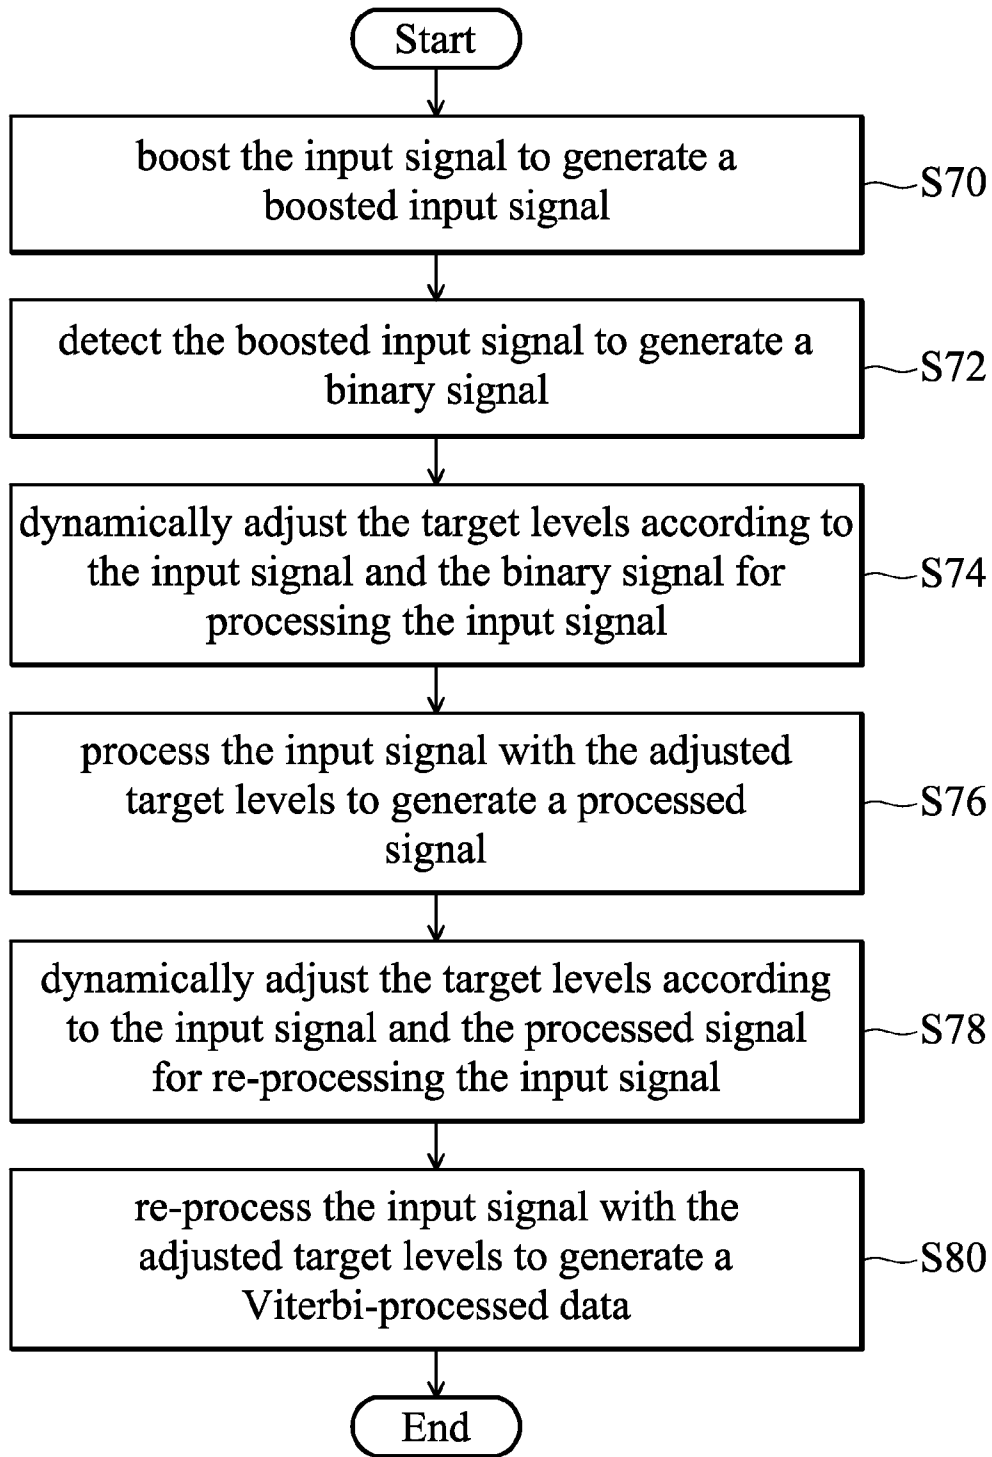 Start
boost the input signal to generate a
boosted input signal
S70
detect the boosted input signal to generate a
binary signal
S72
dynamically adjust the target levels according to
the input signal and the binary signal for
processing the input signal
S74
process the input signal with the adjusted
target levels to generate a processed
signal
S76
dynamically adjust the target levels according
to the input signal and the processed signal
for re-processing the input signal
S78
re-process the input signal with the
adjusted target levels to generate a
Viterbi-processed data
S80
End